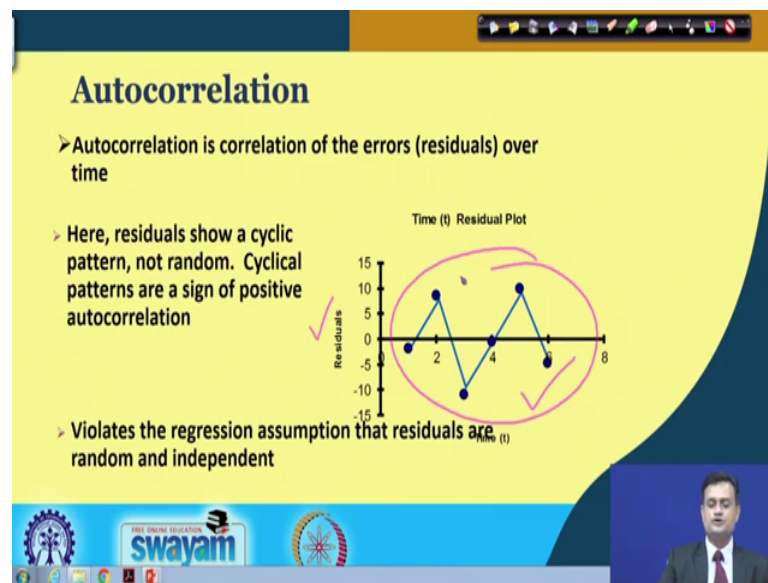 Autocorrelation
➢Autocorrelation is correlation of the errors (residuals) over
time
Time (t) Residual Plot
➢ Here, residuals show a cyclic
pattern, not random. Cyclical
patterns are a sign of positive
autocorrelation
Residuals
15
10
5
0
-5
-10
-15
0
2
4
6
8
Time (t)
➢ Violates the regression assumption that residuals are
random and independent
FREE ONLINE EDUCATION
swayam